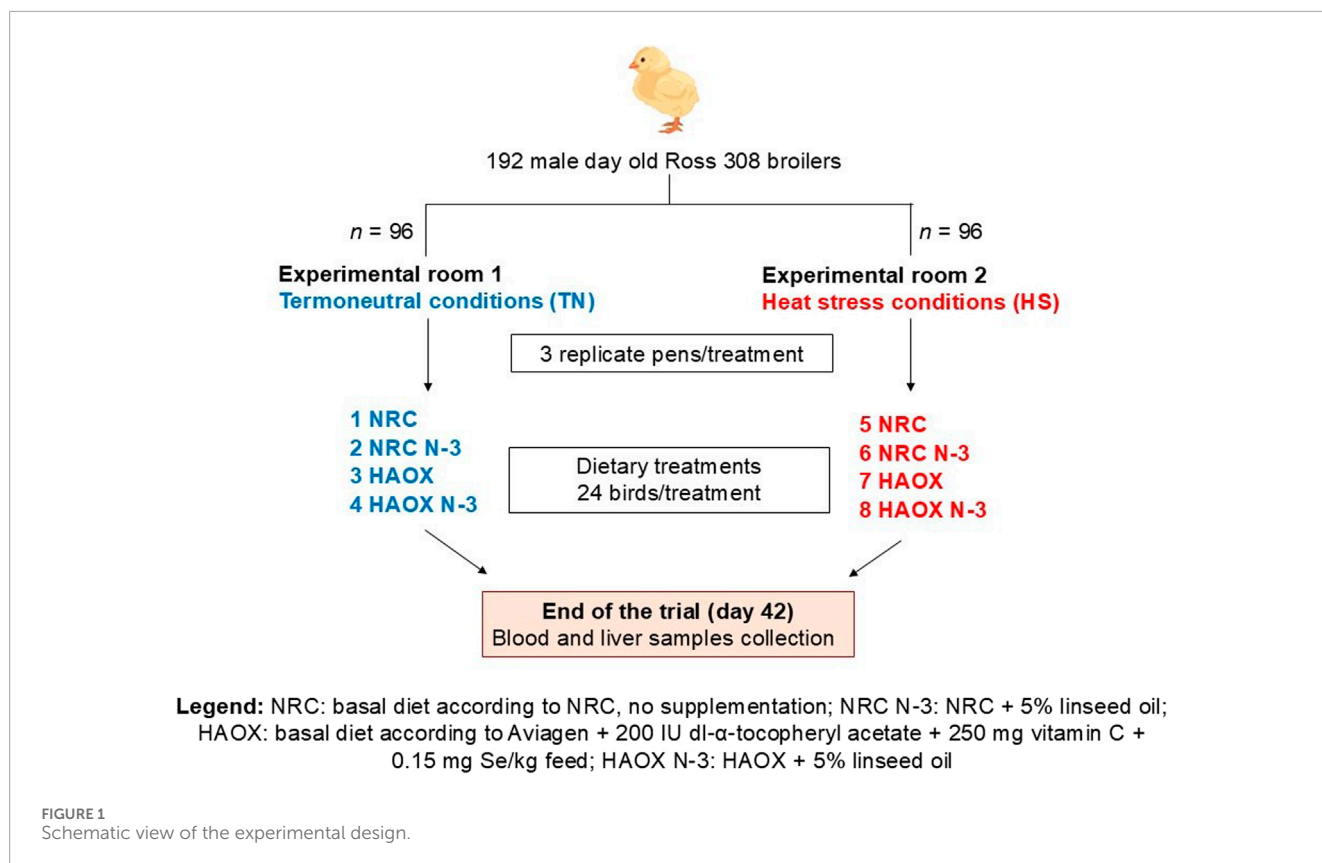 192 male day old Ross 308 broilers
n = 96
n = 96
Experimental room 1
Termoneutral conditions (TN)
Experimental room 2
Heat stress conditions (HS)
3 replicate pens/treatment
1 NRC
2 NRC N-3
3 HAOX
4 HAOX N-3
Dietary treatments
24 birds/treatment
5 NRC
6 NRC N-3
7 HAOX
8 HAOX N-3
End of the trial (day 42)
Blood and liver samples collection
Legend: NRC: basal diet according to NRC, no supplementation; NRC N-3: NRC + 5% linseed oil;
HAOX: basal diet according to Aviagen + 200 IU dl-α-tocopheryl acetate + 250 mg vitamin C +
0.15 mg Se/kg feed; HAOX N-3: HAOX + 5% linseed oil
FIGURE 1
Schematic view of the experimental design.